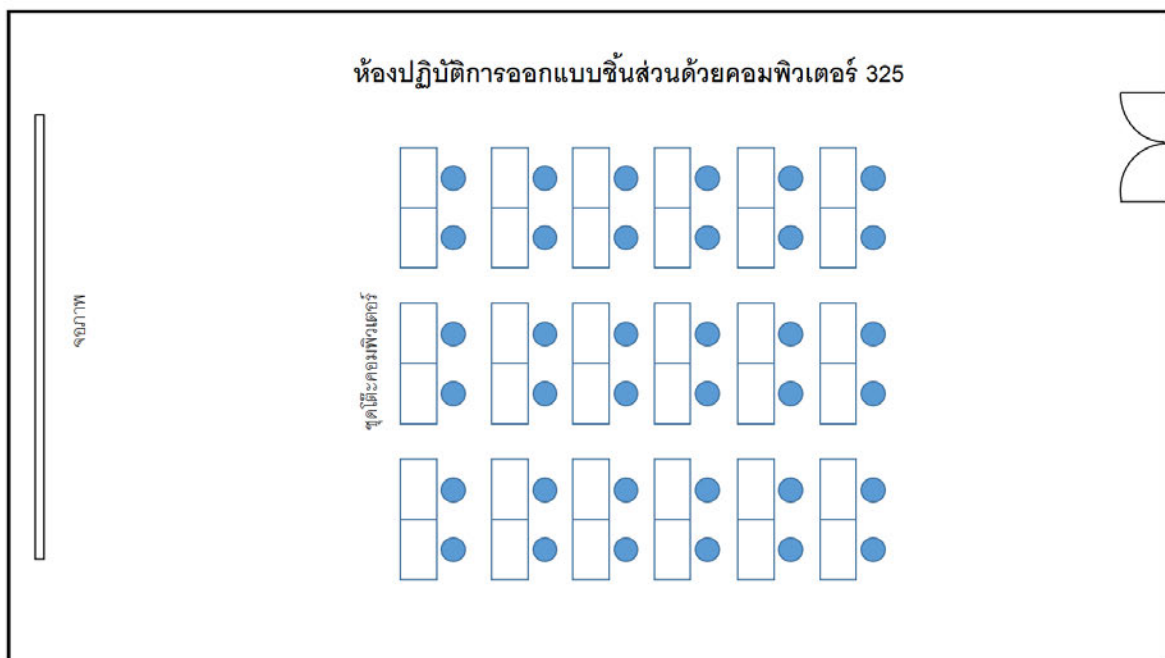 ห้องปฏิบัติการออกแบบชิ้นส่วนด้วยคอมพิวเตอร์ 325
จอภาพ
ชุดโต๊ะคอมพิวเตอร์